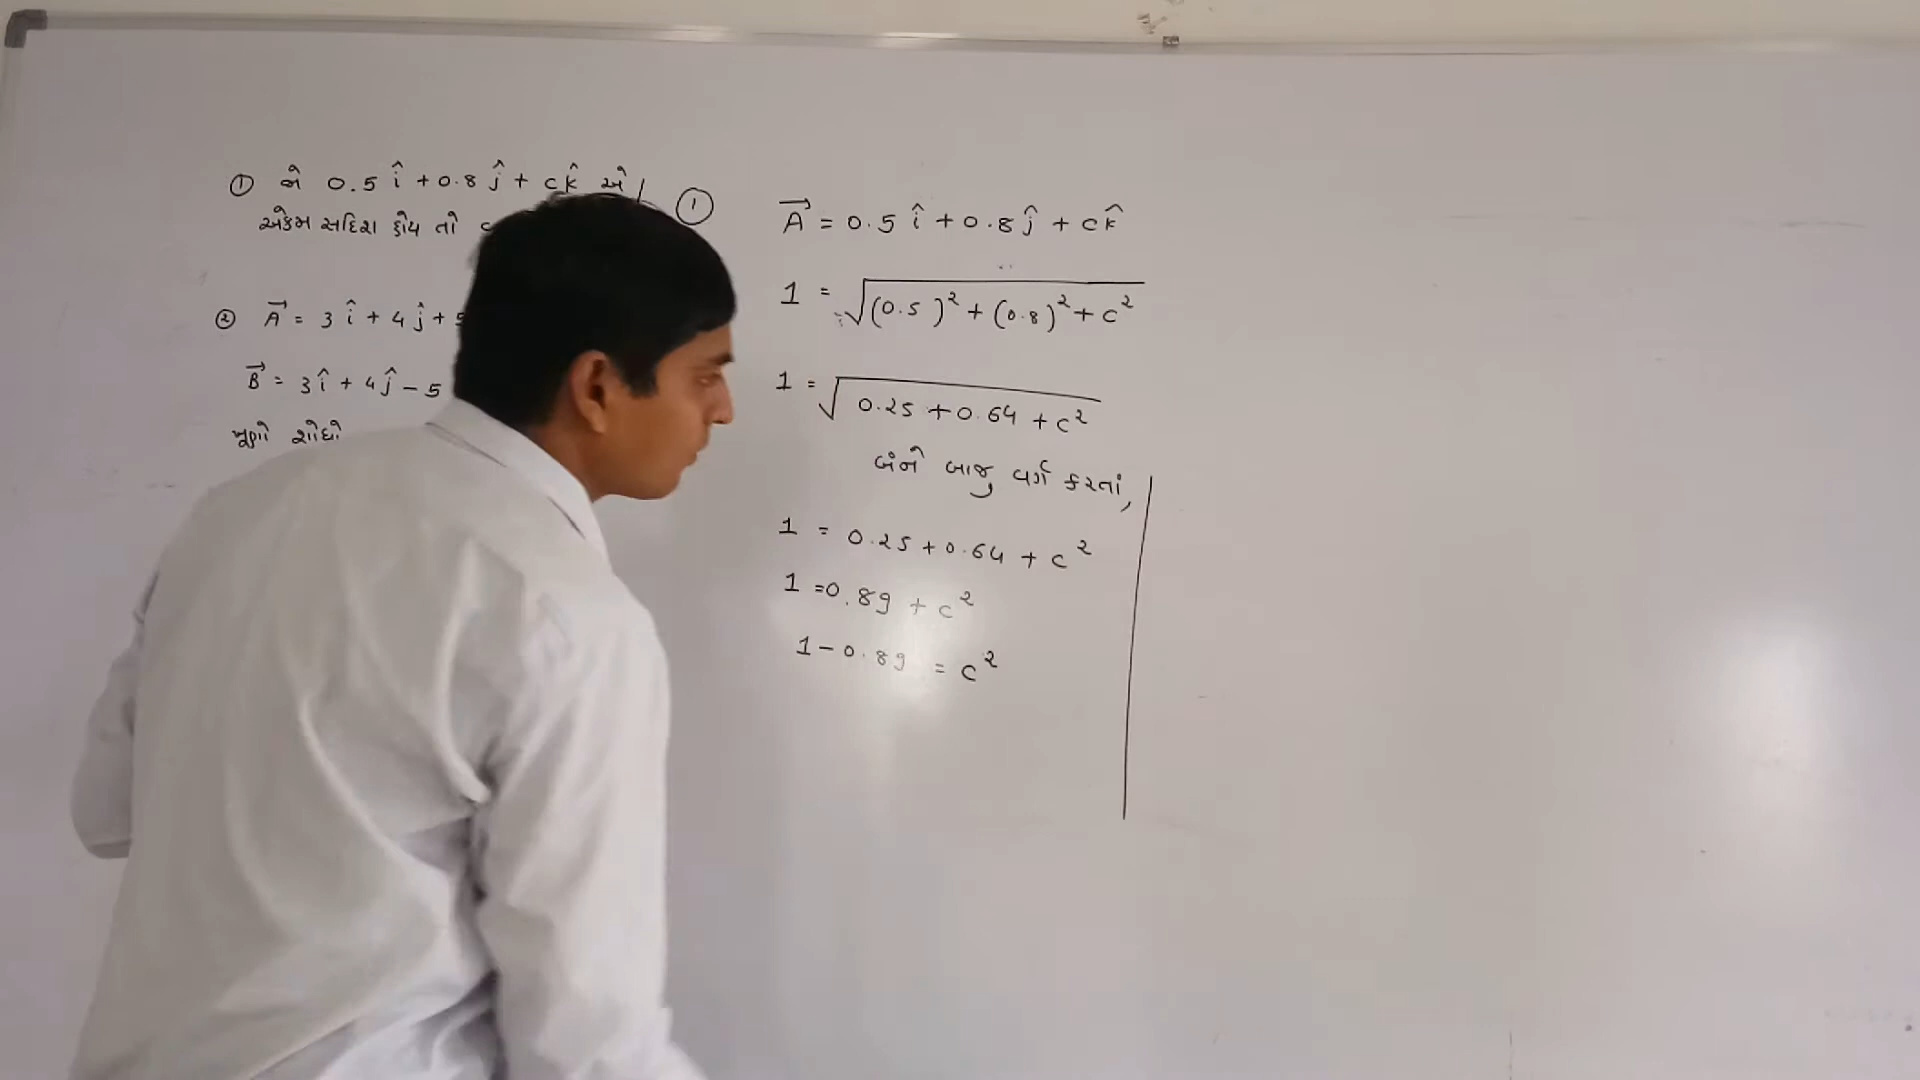 ① જો 0.5 î + 0.8 ĵ + c k̂ એ
એકમ સદિશ હોય તો c
② A⃗ = 3 î + 4 ĵ + 5
B⃗ = 3 î + 4 ĵ - 5
ખૂણો શોધો
①
A⃗ = 0.5 î + 0.8 ĵ + c k̂
1 = √((0.5)² + (0.8)² + c²)
1 = √(0.25 + 0.64 + c²)
બંને બાજુ વર્ગ કરતાં,
1 = 0.25 + 0.64 + c²
1 = 0.89 + c²
1 - 0.89 = c²